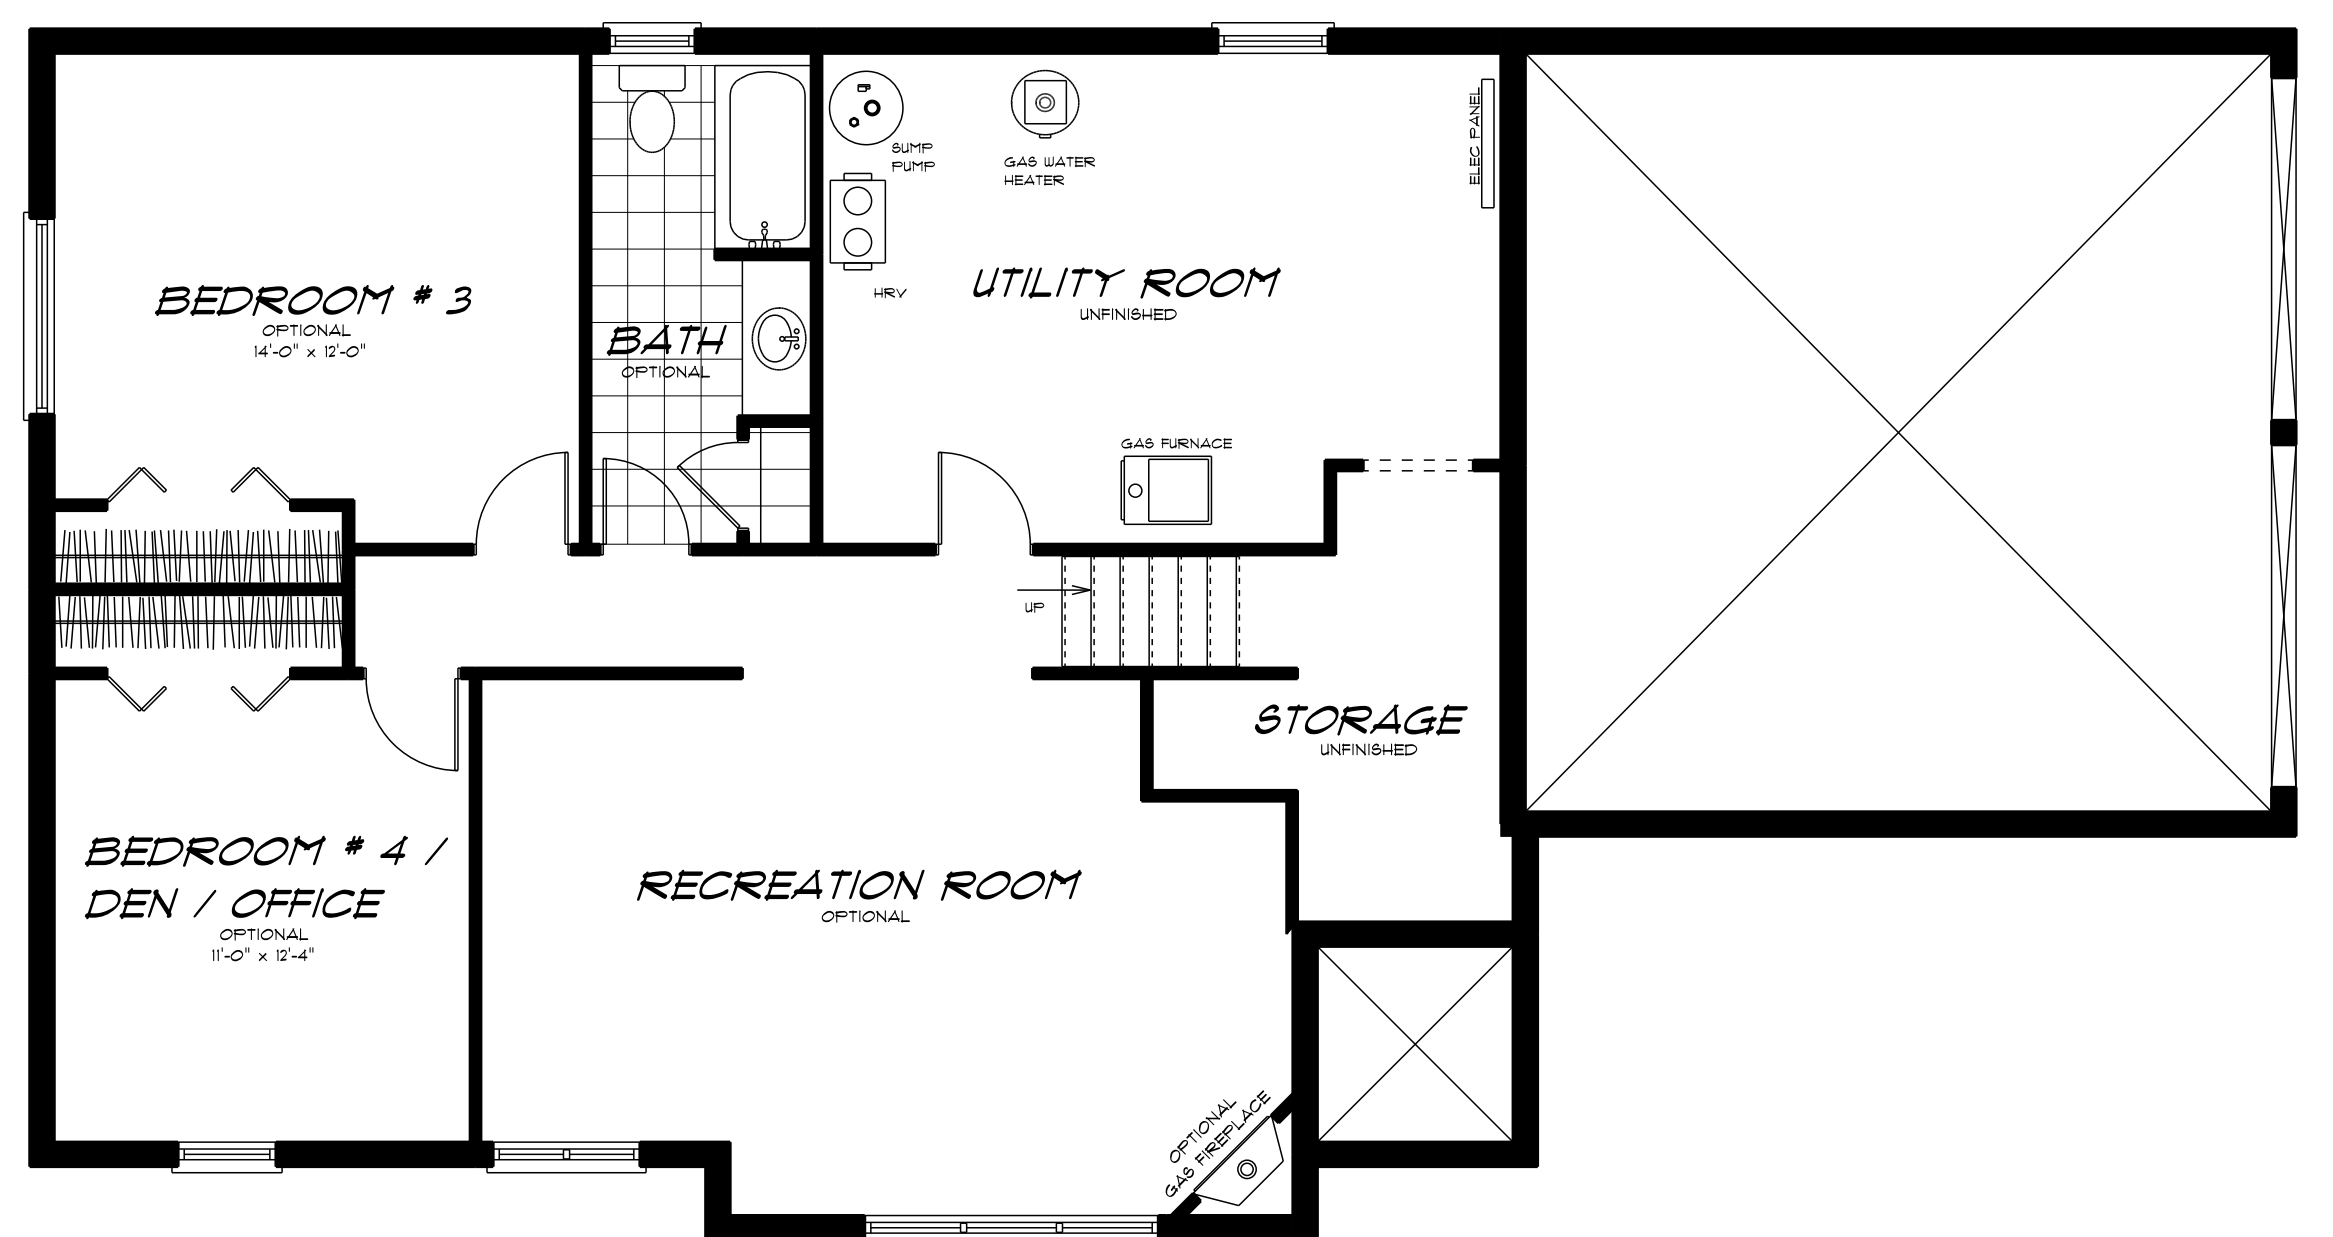 SUMP
PUMP
GAS WATER
HEATER
ELEC PANEL
HRV
UTILITY ROOM
UNFINISHED
BEDROOM # 3
OPTIONAL
14'-0" x 12'-0"
BATH
OPTIONAL
GAS FURNACE
UP
STORAGE
UNFINISHED
BEDROOM # 4 /
DEN / OFFICE
OPTIONAL
11'-0" x 12'-4"
RECREATION ROOM
OPTIONAL
OPTIONAL
GAS FIREPLACE